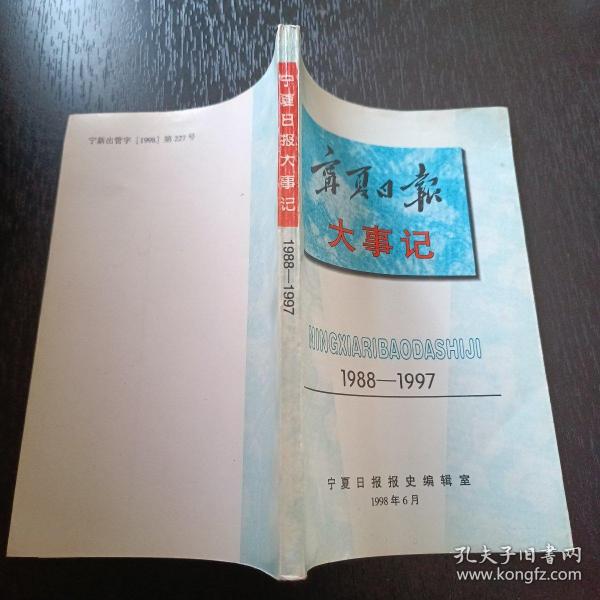 宁新出管字［1998］第227号
宁夏日报大事记
1988—1997
寧夏日報
大事记
NINGXIARIBAODASHIJI
1988—1997
宁夏日报报史编辑室
1998年6月
孔夫子旧书网
www.kongfz.com